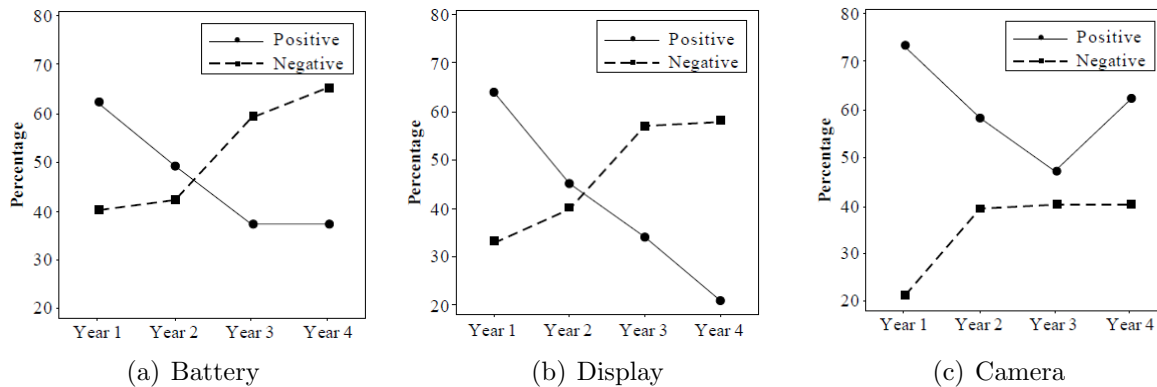 80
70
60
50
40
30
20
Percentage
Positive
Negative
Year 1 Year 2 Year 3 Year 4
(a) Battery
80
70
60
50
40
30
20
Percentage
Positive
Negative
Year 1 Year 2 Year 3 Year 4
(b) Display
80
70
60
50
40
30
20
Percentage
Positive
Negative
Year 1 Year 2 Year 3 Year 4
(c) Camera